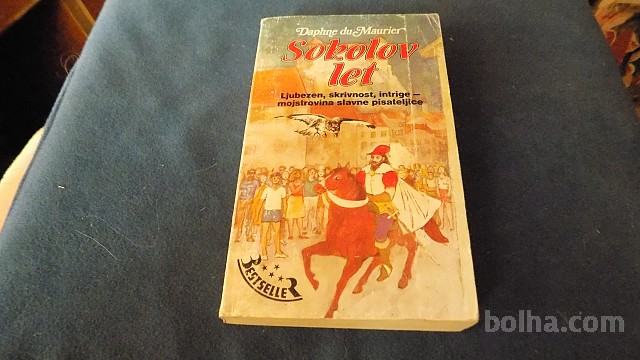 Daphne du Maurier
Sokolov
let
Ljubezen, skrivnost, intrige –
mojstrovina slavne pisateljice
BESTSELLER
bolha.com